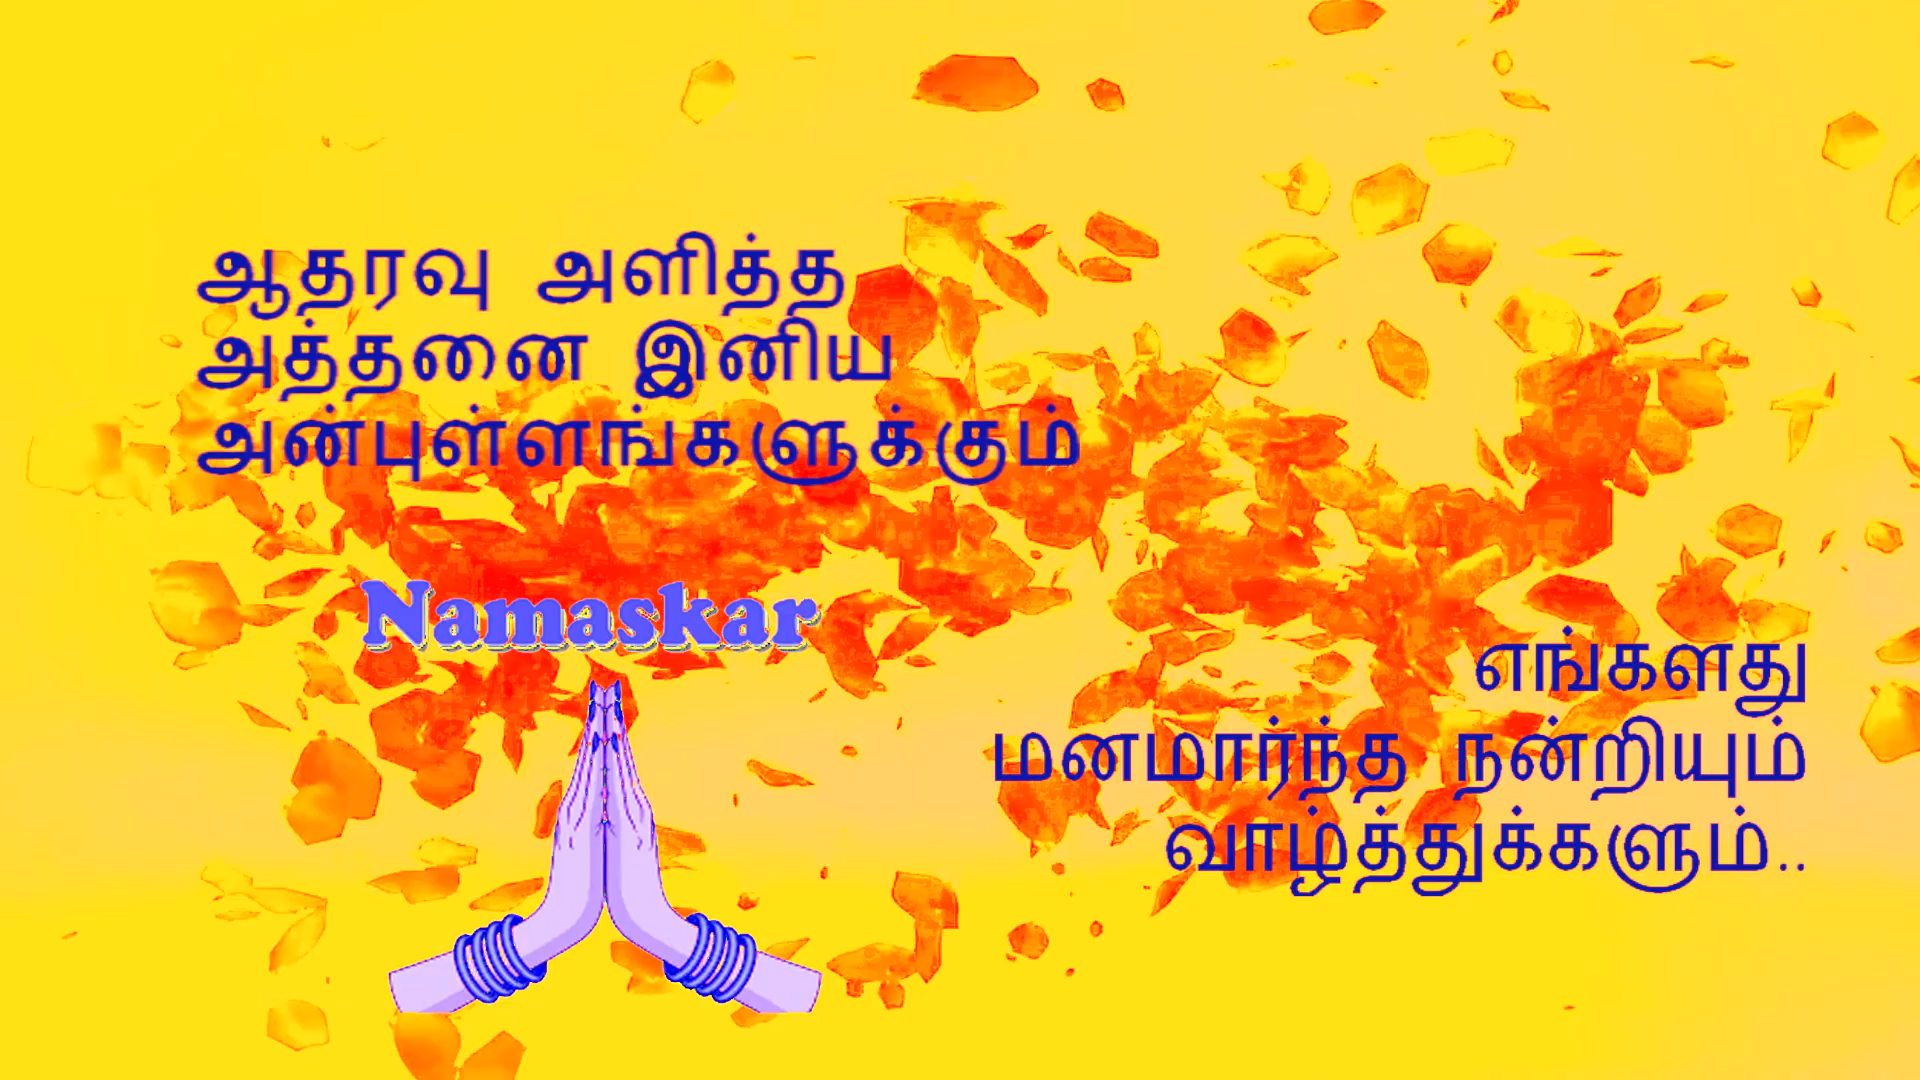 ஆதரவு அளித்த
அத்தனை இனிய
அன்புள்ளங்களுக்கும்
Namaskar
எங்களது
மனமார்ந்த நன்றியும்
வாழ்த்துக்களும்..